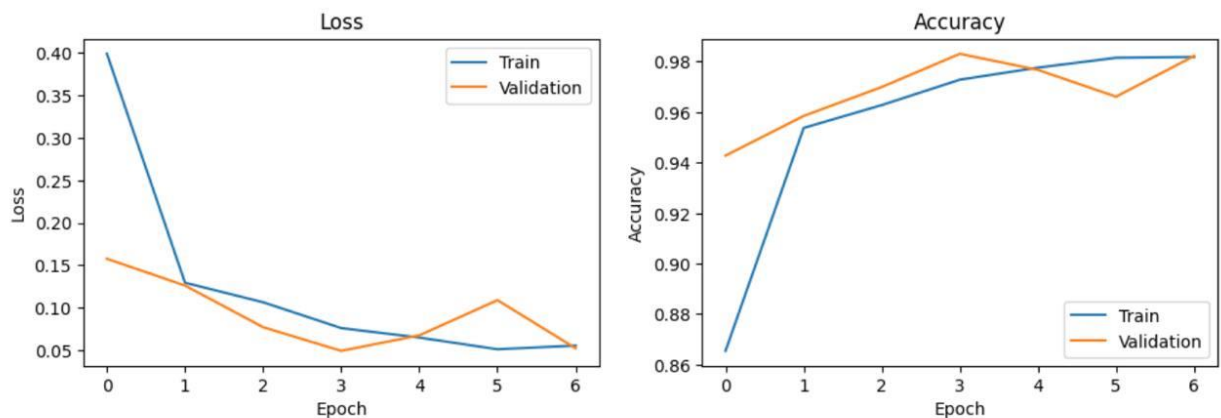 Loss
0.40
0.35
0.30
0.25
0.20
0.15
0.10
0.05
Loss
0 1 2 3 4 5 6
Epoch
Train
Validation
Accuracy
0.98
0.96
0.94
0.92
0.90
0.88
0.86
Accuracy
0 1 2 3 4 5 6
Epoch
Train
Validation